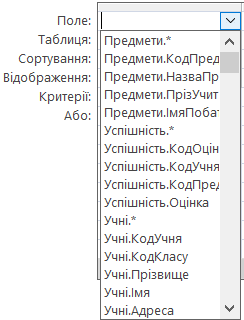 Поле:
Таблиця:
Сортування:
Відображення:
Критерії:
Або:
Предмети.*
Предмети.КодПред
Предмети.НазваПр
Предмети.ПрізУчит
Предмети.ІмяПобат
Успішність.*
Успішність.КодОцін
Успішність.КодУчня
Успішність.КодПред
Успішність.Оцінка
Учні.*
Учні.КодУчня
Учні.КодКласу
Учні.Прізвище
Учні.Імя
Учні.Адреса